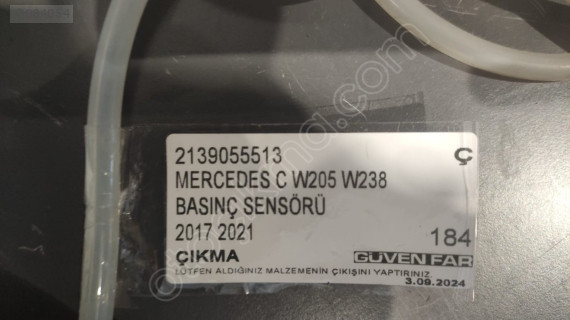 2139055513 Ç
MERCEDES C W205 W238
BASINÇ SENSÖRÜ
2017 2021 184
ÇIKMA GÜVEN FAR
LÜTFEN ALDIĞINIZ MALZEMENİN ÇIKIŞINI YAPTIRINIZ.
3.09.2024